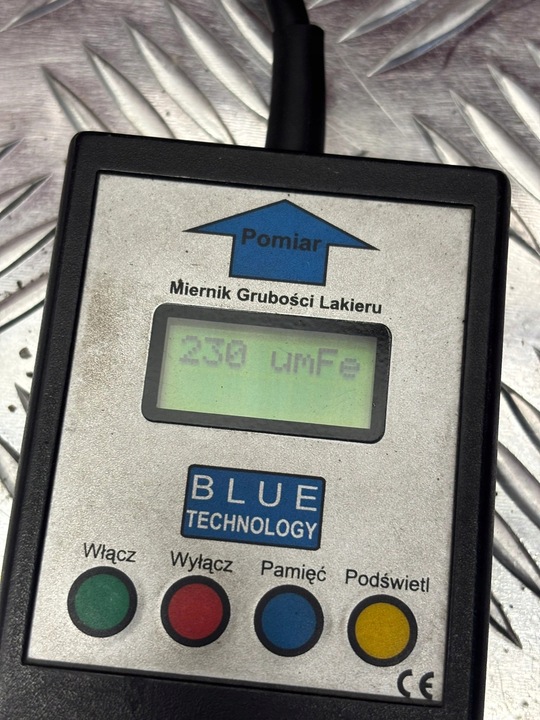 Pomiar
Miernik Grubości Lakieru
230 umFe
BLUE
TECHNOLOGY
Włącz Wyłącz Pamięć Podświetl
CE